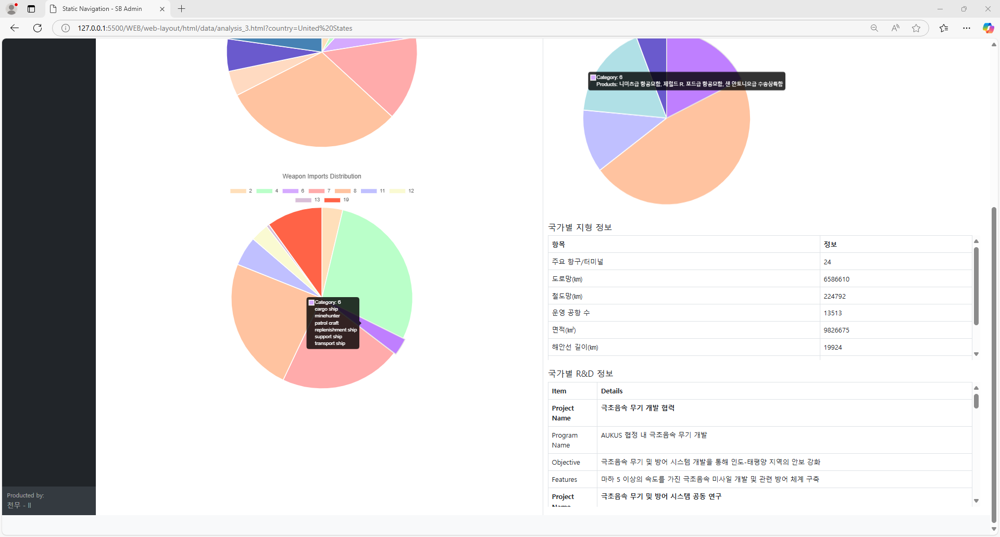 Static Navigation - SB Admin
127.0.0.1:5500/WEB/web-layout/html/data/analysis_3.html?country=United%20States
Producted by:
천무 - II
Weapon Imports Distribution
2 4 6 7 8 11 12
13 19
Category: 6
cargo ship
minehunter
patrol craft
replenishment ship
support ship
transport ship
Category: 6
Products: 니미츠급 항공모함, 제럴드 R. 포드급 항공모함, 샌 안토니오급 수송상륙함
국가별 지형 정보
항목 정보
주요 항구/터미널 24
도로망(㎞) 6586610
철도망(㎞) 224792
운영 공항 수 13513
면적(㎢) 9826675
해안선 길이(㎞) 19924
국가별 R&D 정보
Item Details
Project Name 극초음속 무기 개발 협력
Program Name AUKUS 협정 내 극초음속 무기 개발
Objective 극초음속 무기 및 방어 시스템 개발을 통해 인도-태평양 지역의 안보 강화
Features 마하 5 이상의 속도를 가진 극초음속 미사일 개발 및 관련 방어 체계 구축
Project Name 극초음속 무기 및 방어 시스템 공동 연구